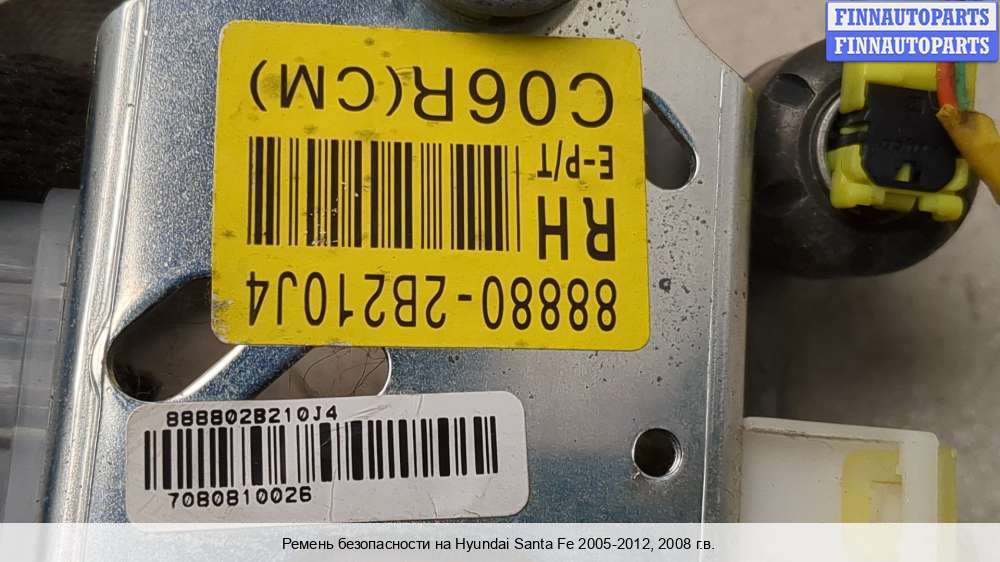 FINNAUTOPARTS
FINNAUTOPARTS
88880-2B210J4
RH
E-P/T
C06R(CM)
888802B210J4
7080810026
Ремень безопасности на Hyundai Santa Fe 2005-2012, 2008 г.в.